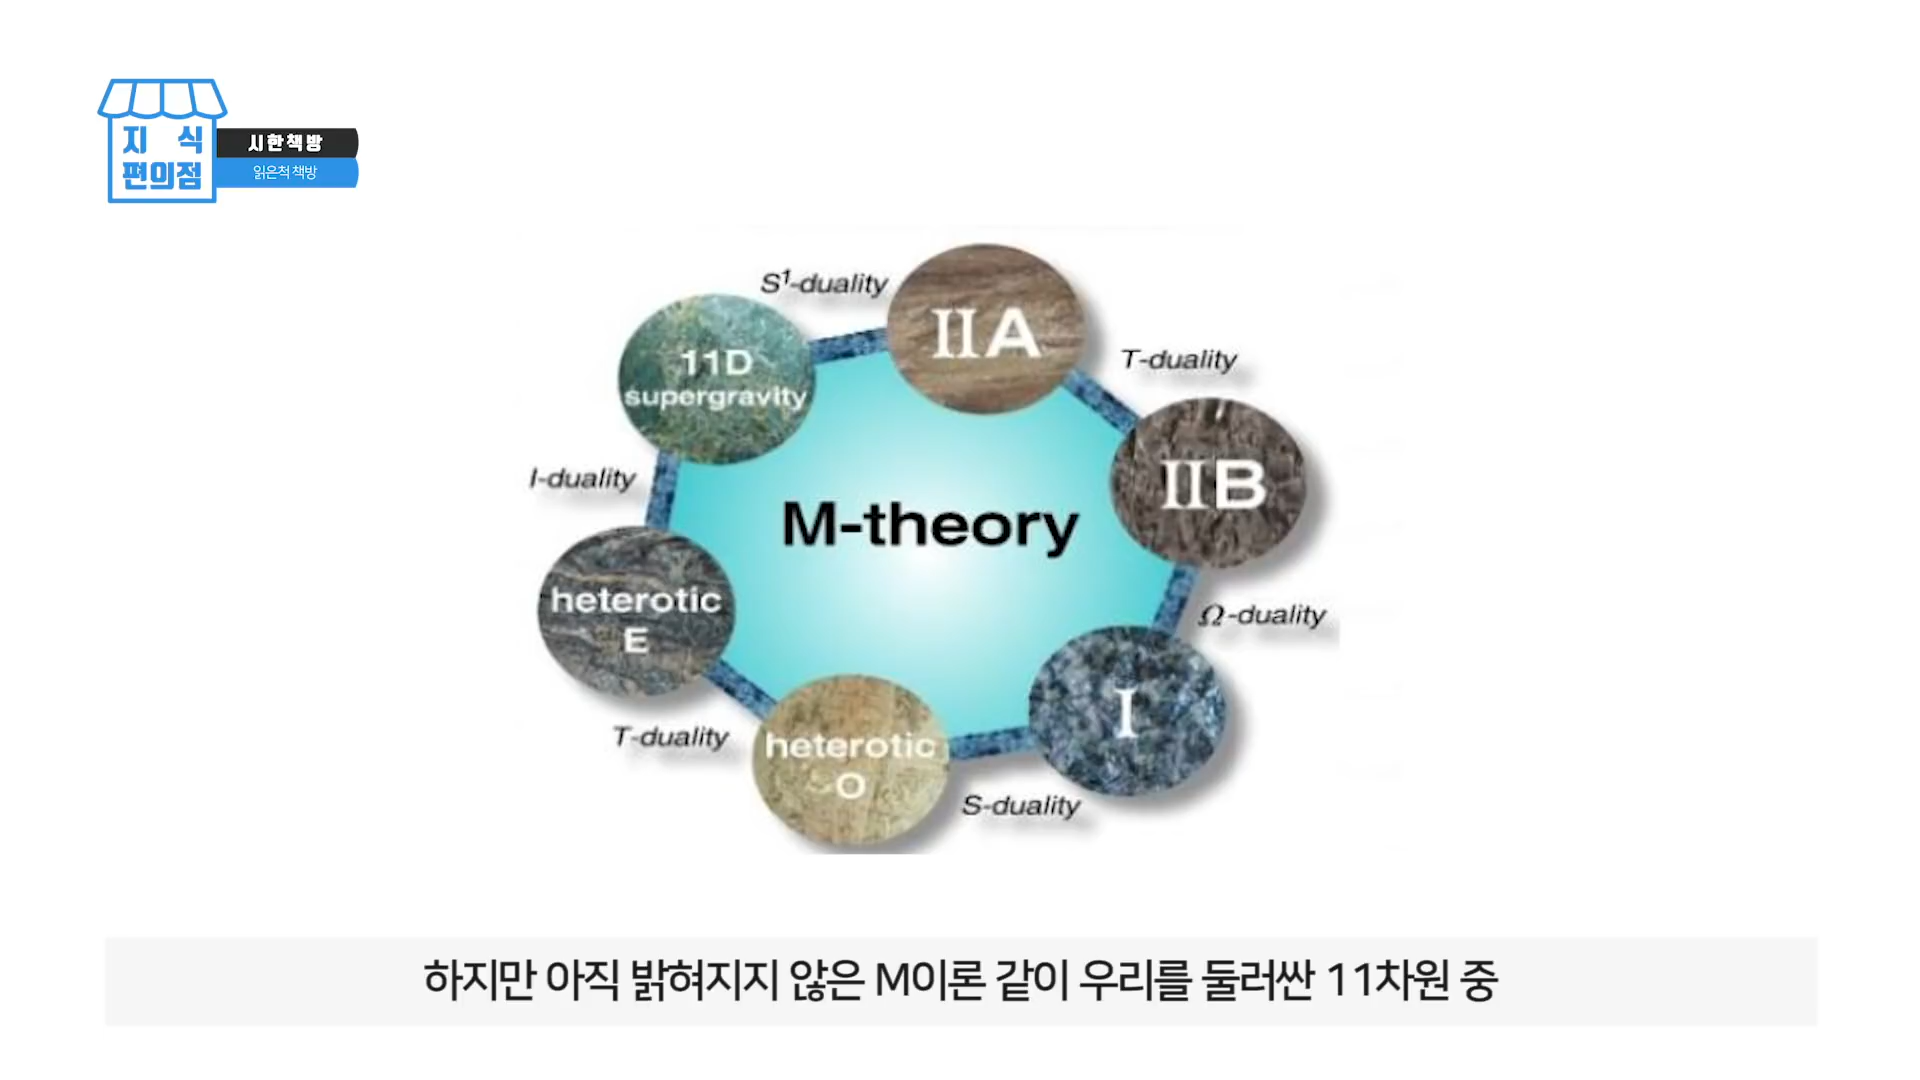 지 식
편의점
시한책방
읽은척 책방
S¹-duality
IIA
T-duality
11D
supergravity
IIB
I-duality
M-theory
heterotic
E
Ω-duality
I
T-duality
heterotic
O
S-duality
하지만 아직 밝혀지지 않은 M이론 같이 우리를 둘러싼 11차원 중